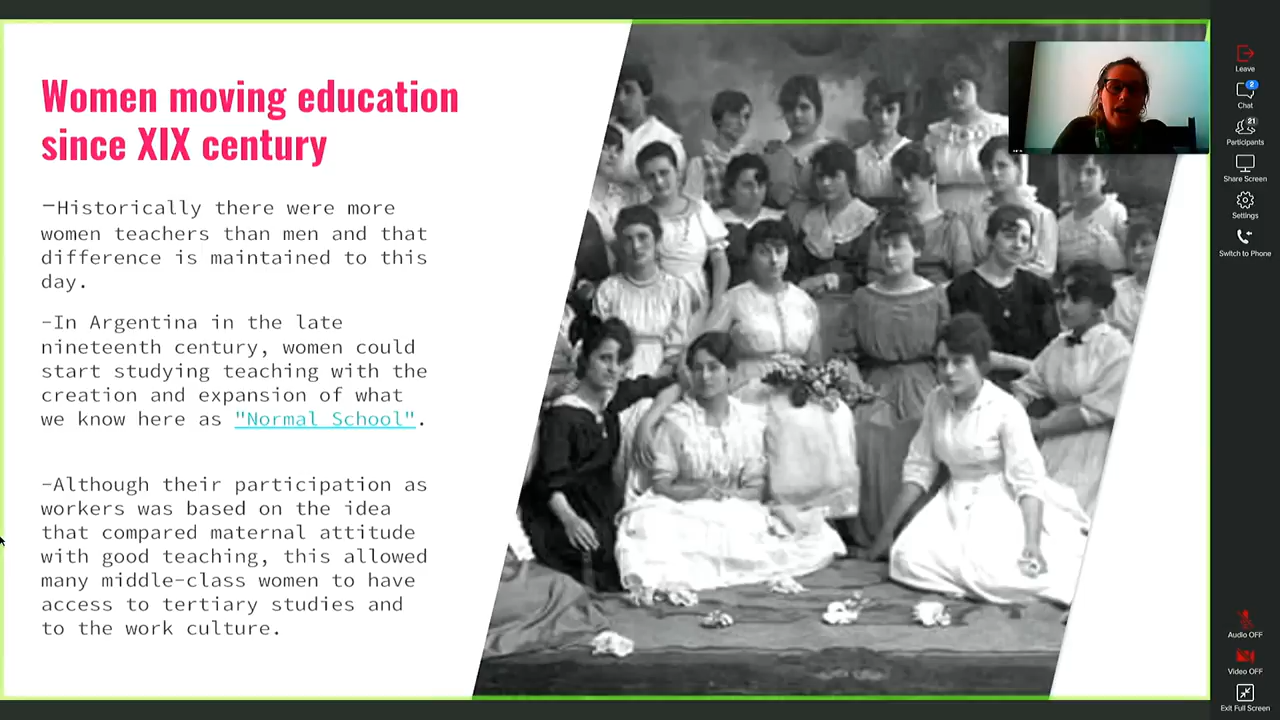 Women moving education
since XIX century
-Historically there were more
women teachers than men and that
difference is maintained to this
day.
-In Argentina in the late
nineteenth century, women could
start studying teaching with the
creation and expansion of what
we know here as "Normal School".
-Although their participation as
workers was based on the idea
that compared maternal attitude
with good teaching, this allowed
many middle-class women to have
access to tertiary studies and
to the work culture.
Leave
2
Chat
21
Participants
Share Screen
Settings
Switch to Phone
Audio OFF
Video OFF
Exit Full Screen